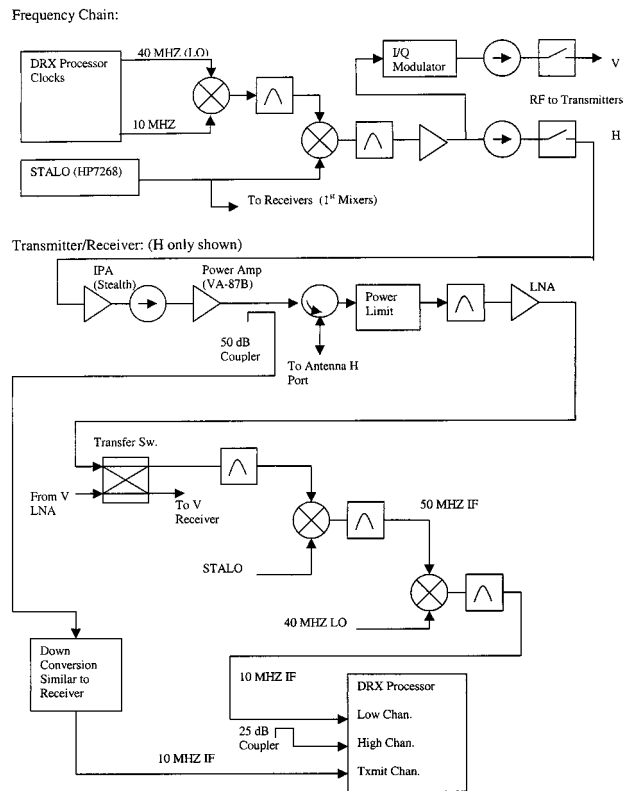 Frequency Chain:
40 MHZ (LO)
DRX Processor
Clocks
10 MHZ
I/Q
Modulator
V
RF to Transmitters
H
STALO (HP7268)
To Receivers (1st Mixers)
Transmitter/Receiver: (H only shown)
IPA
(Stealth)
Power Amp
(VA-87B)
Power
Limit
LNA
50 dB
Coupler
To Antenna H
Port
Transfer Sw.
From V
LNA
To V
Receiver
50 MHZ IF
STALO
40 MHZ LO
Down
Conversion
Similar to
Receiver
10 MHZ IF
DRX Processor
Low Chan.
25 dB
Coupler
High Chan.
10 MHZ IF
Txmit Chan.